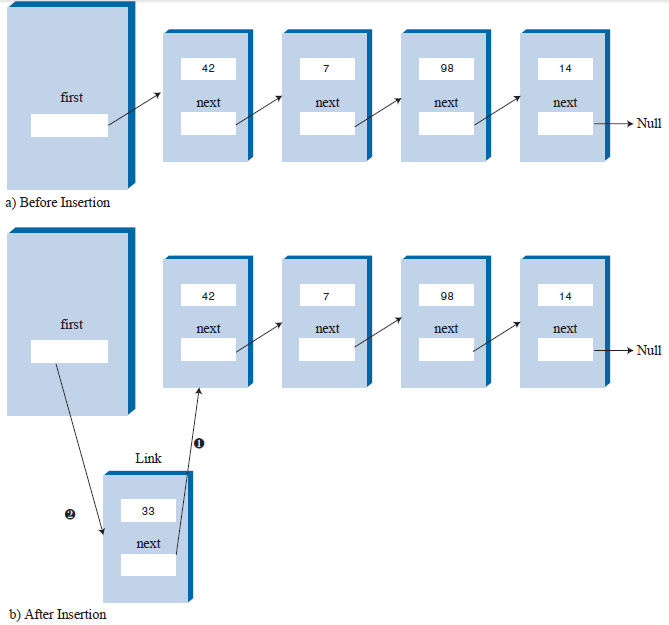 42 7 98 14
first next next next next
Null
a) Before Insertion
42 7 98 14
first next next next next
Null
❶
Link
❷ 33
next
b) After Insertion